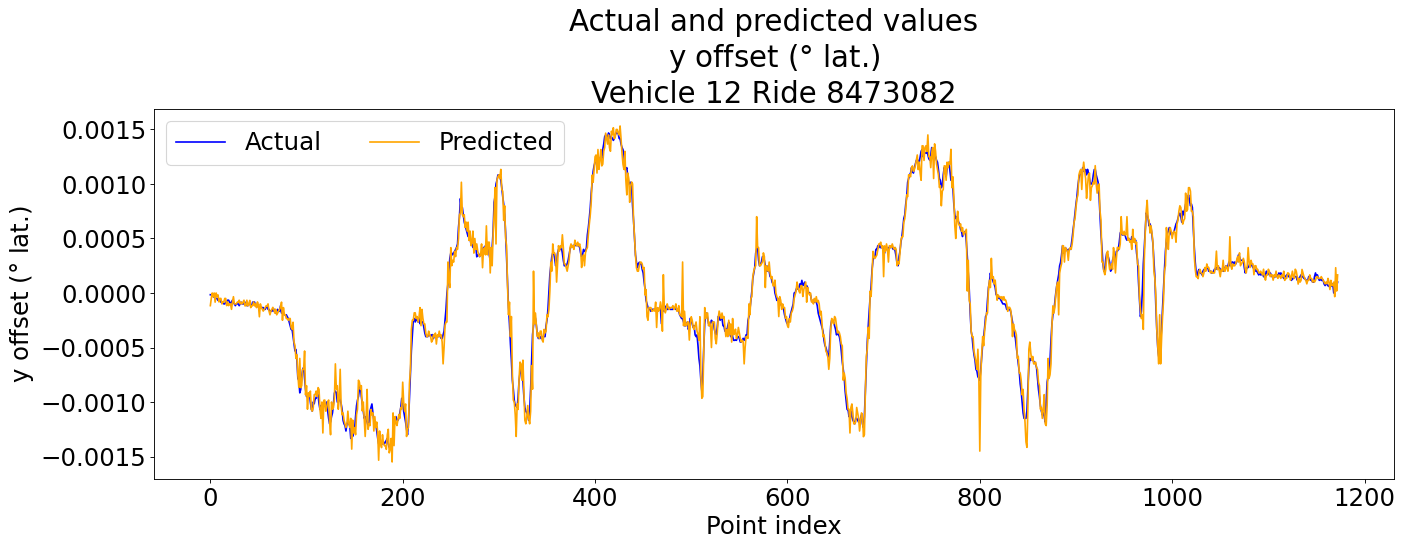 Actual and predicted values
y offset (° lat.)
Vehicle 12 Ride 8473082
Actual
Predicted
y offset (° lat.)
0.0015
0.0010
0.0005
0.0000
−0.0005
−0.0010
−0.0015
0 200 400 600 800 1000 1200
Point index